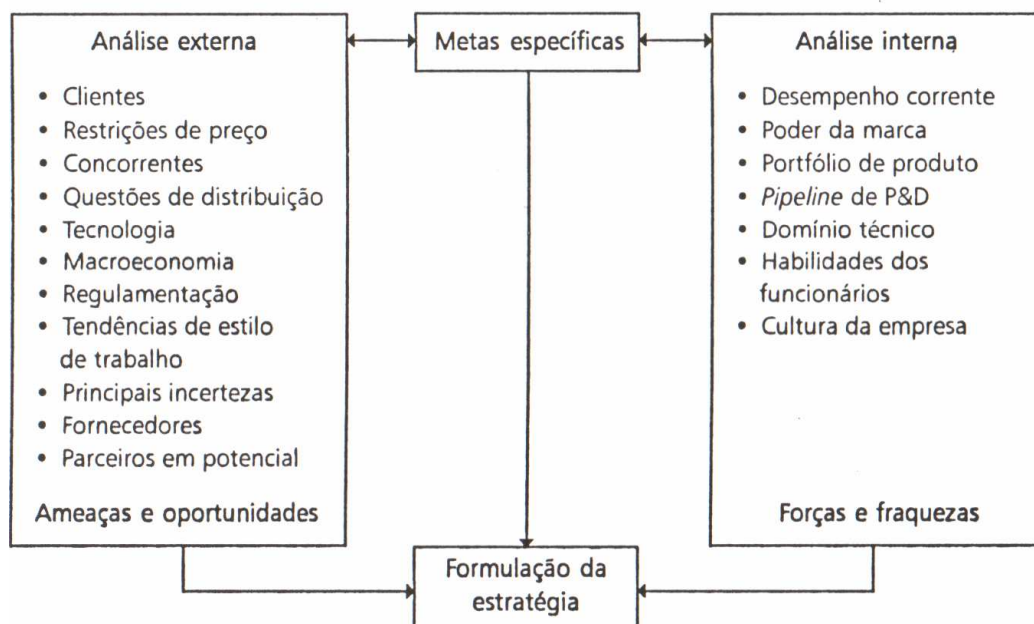 Análise externa
• Clientes
• Restrições de preço
• Concorrentes
• Questões de distribuição
• Tecnologia
• Macroeconomia
• Regulamentação
• Tendências de estilo
de trabalho
• Principais incertezas
• Fornecedores
• Parceiros em potencial
Ameaças e oportunidades
Metas específicas
Análise interna
• Desempenho corrente
• Poder da marca
• Portfólio de produto
• Pipeline de P&D
• Domínio técnico
• Habilidades dos
funcionários
• Cultura da empresa
Forças e fraquezas
Formulação da
estratégia